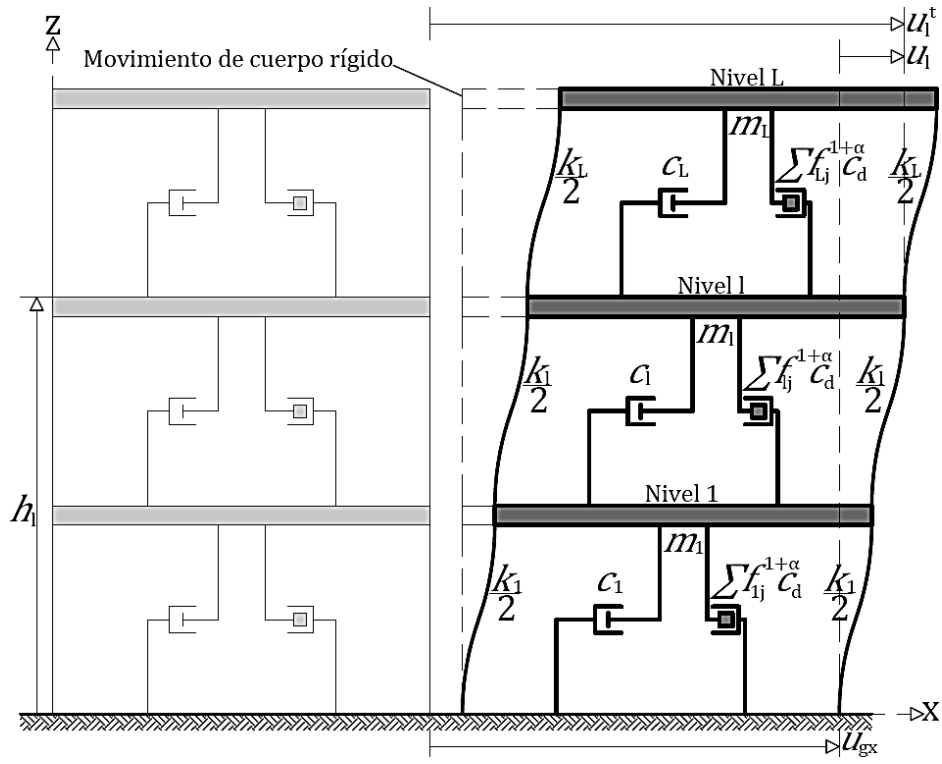 z
u_l^t
u_l
Movimiento de cuerpo rígido
Nivel L
m_L
k_L/2
c_L
∑f_Lj^1+α c_d
k_L/2
Nivel l
m_l
k_l/2
c_l
∑f_lj^1+α c_d
k_l/2
h_l
Nivel 1
m_1
k_1/2
c_1
∑f_1j^1+α c_d
k_1/2
x
u_gx